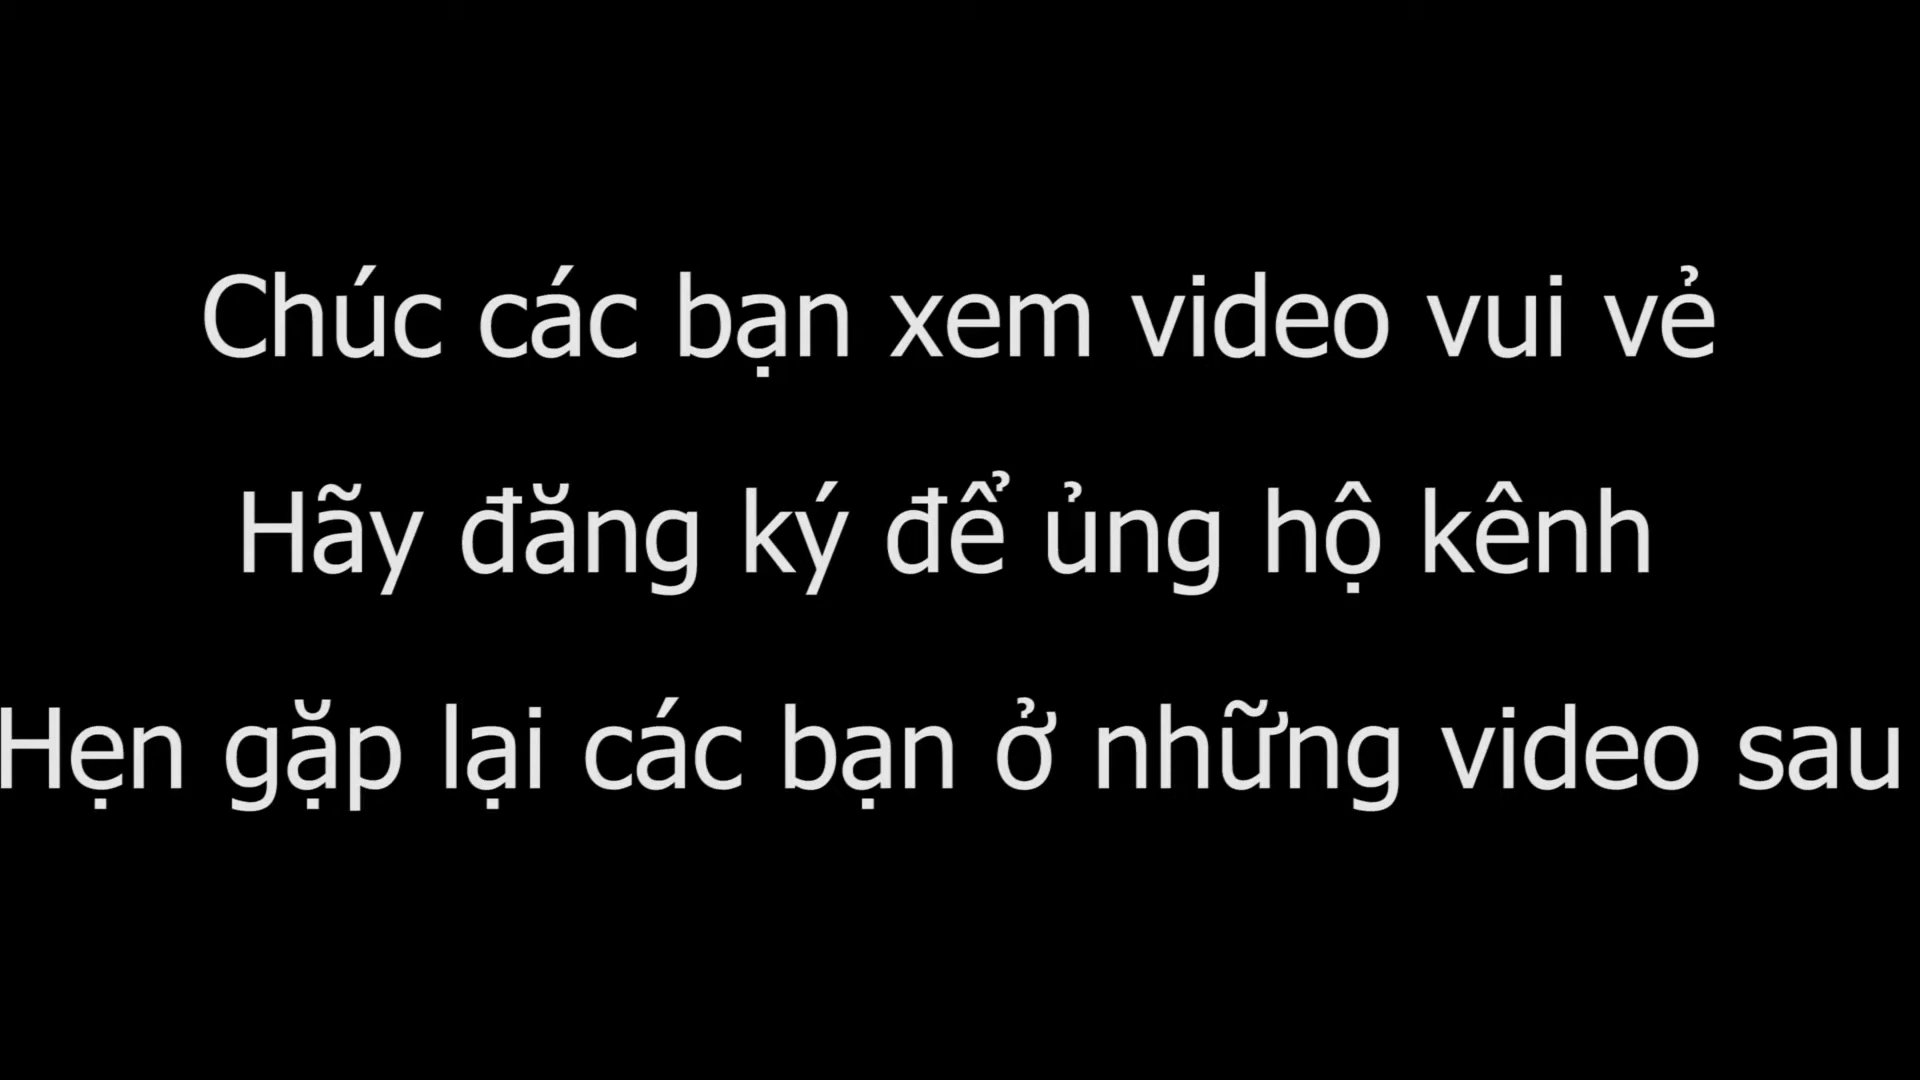 Chúc các bạn xem video vui vẻ
Hãy đăng ký để ủng hộ kênh
Hẹn gặp lại các bạn ở những video sau